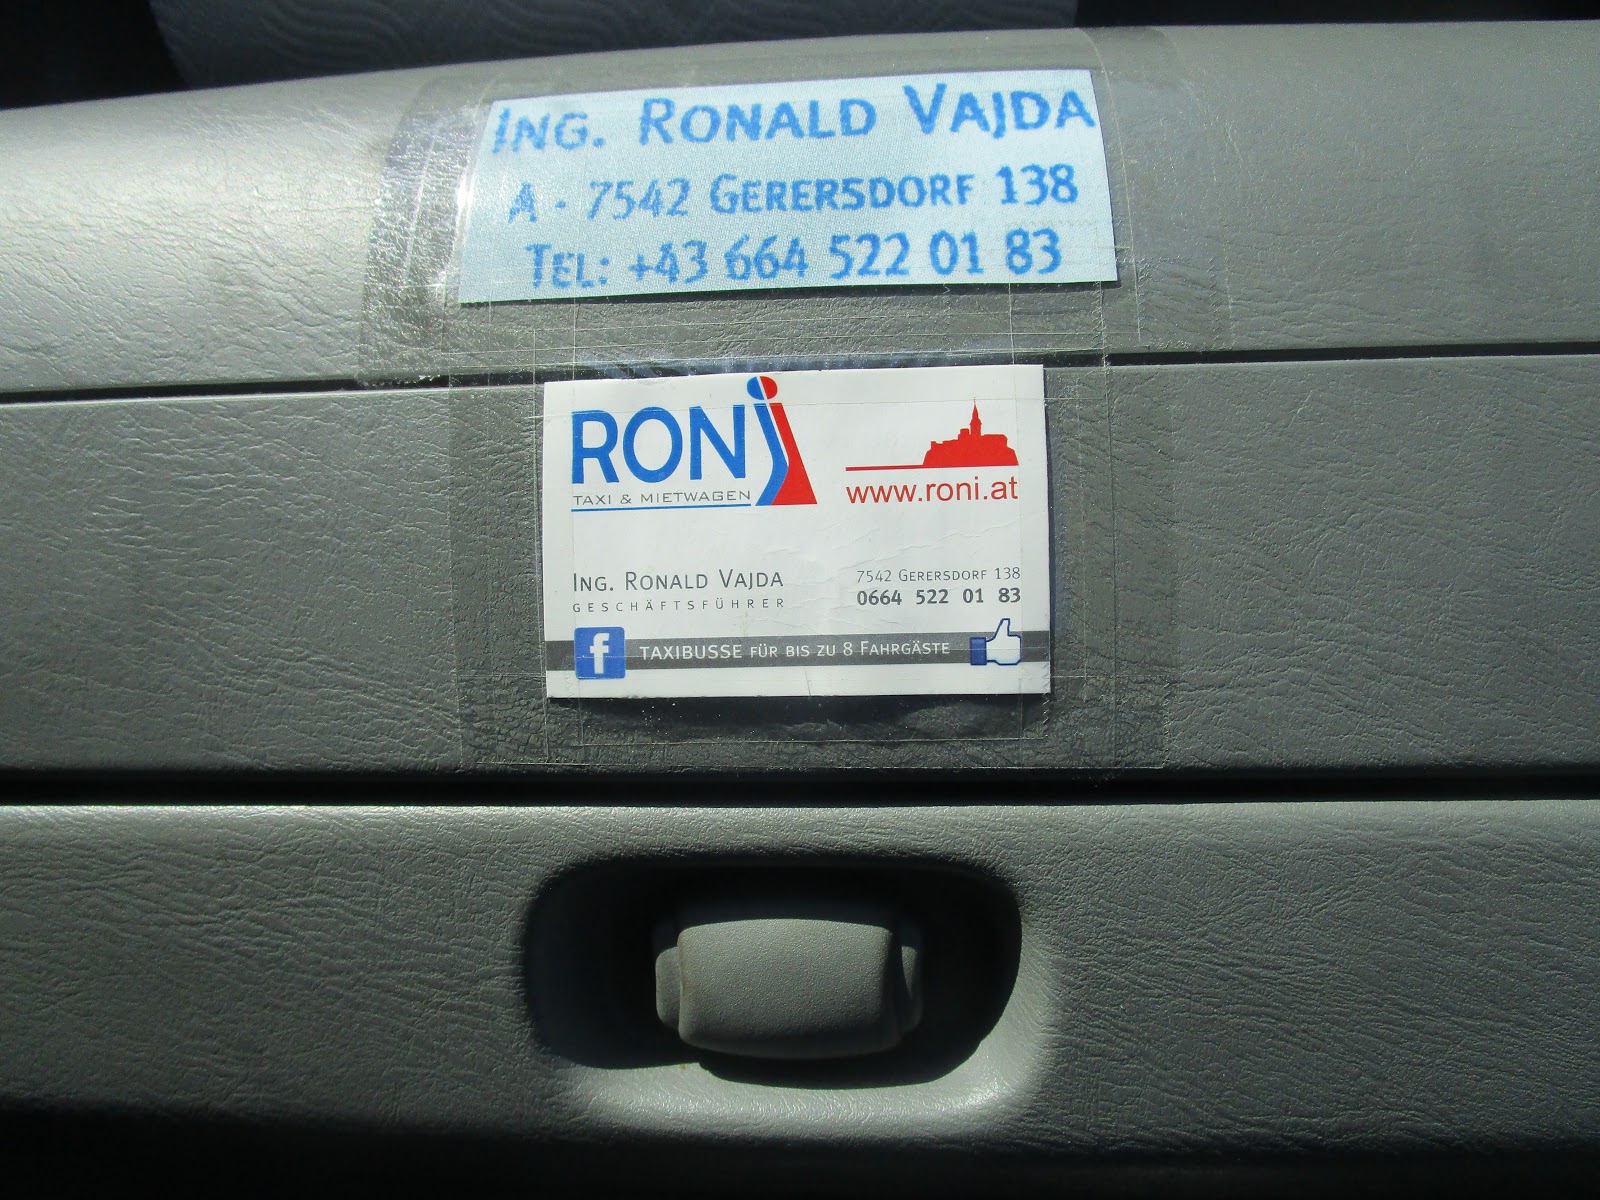 ING. RONALD VAJDA
A - 7542 GERERSDORF 138
TEL: +43 664 522 01 83
RONi
TAXI & MIETWAGEN
www.roni.at
ING. RONALD VAJDA
GESCHÄFTSFÜHRER
7542 GERERSDORF 138
0664 522 01 83
f TAXIBUSSE FÜR BIS ZU 8 FAHRGÄSTE